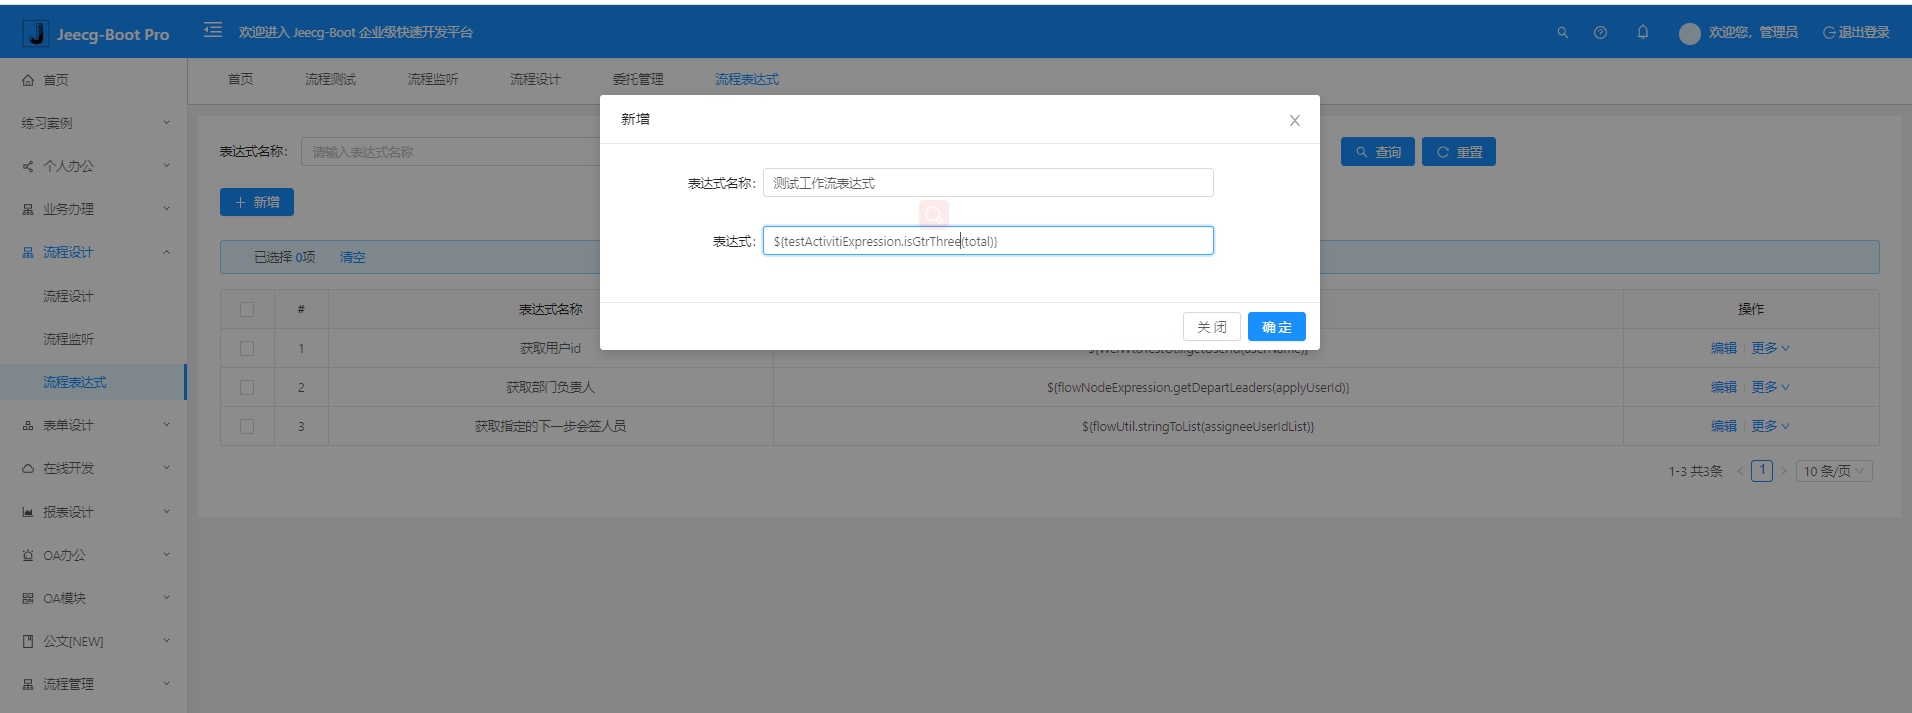 Jeecg-Boot Pro
欢迎进入 Jeecg-Boot 企业级快速开发平台
欢迎您，管理员
退出登录
首页
练习案例
个人办公
业务办理
流程设计
流程设计
流程监听
流程表达式
表单设计
在线开发
报表设计
OA办公
OA模块
公文[NEW]
流程管理
首页 流程测试 流程监听 流程设计 委托管理 流程表达式
表达式名称： 请输入表达式名称
查询 重置
新增
已选择 0项 清空
# 表达式名称 操作
1 获取用户id 编辑 更多
2 获取部门负责人 ${flowNodeExpression.getDepartLeaders(applyUserId)} 编辑 更多
3 获取指定的下一步会签人员 ${flowUtil.stringToList(assigneeUserIdList)} 编辑 更多
1-3 共3条 < 1 > 10 条/页
新增
表达式名称： 测试工作流表达式
表达式： ${testActivitiExpression.isGtrThree(total)}
关 闭 确 定